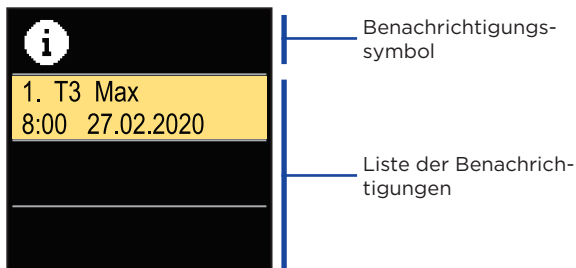 Benachrichtigungs-
symbol
i
1. T3 Max
8:00 27.02.2020
Liste der Benachrich-
tigungen